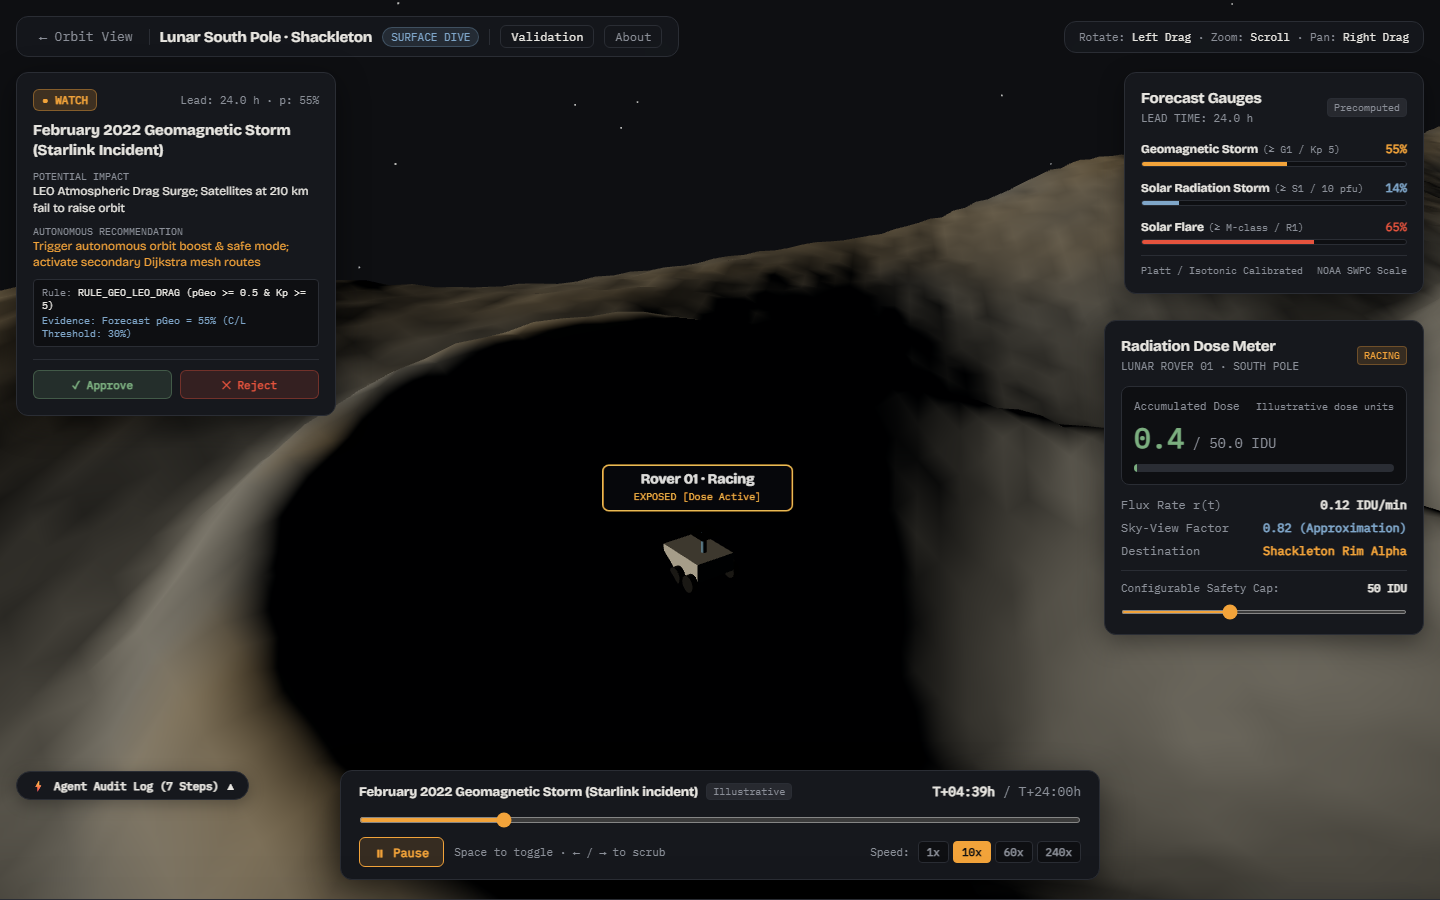 ← Orbit View
Lunar South Pole · Shackleton
SURFACE DIVE
Validation
About
Rotate: Left Drag · Zoom: Scroll · Pan: Right Drag
WATCH
Lead: 24.0 h · p: 55%
February 2022 Geomagnetic Storm
(Starlink Incident)
POTENTIAL IMPACT
LEO Atmospheric Drag Surge; Satellites at 210 km
fail to raise orbit
AUTONOMOUS RECOMMENDATION
Trigger autonomous orbit boost & safe mode;
activate secondary Dijkstra mesh routes
Rule: RULE_GEO_LEO_DRAG (pGeo >= 0.5 & Kp >=
5)
Evidence: Forecast pGeo = 55% (C/L
Threshold: 30%)
✓ Approve
✕ Reject
Forecast Gauges
LEAD TIME: 24.0 h
Precomputed
Geomagnetic Storm (≥ G1 / Kp 5) 55%
Solar Radiation Storm (≥ S1 / 10 pfu) 14%
Solar Flare (≥ M-class / R1) 65%
Platt / Isotonic Calibrated NOAA SWPC Scale
Radiation Dose Meter
LUNAR ROVER 01 · SOUTH POLE
RACING
Accumulated Dose Illustrative dose units
0.4 / 50.0 IDU
Flux Rate r(t) 0.12 IDU/min
Sky-View Factor 0.82 (Approximation)
Destination Shackleton Rim Alpha
Configurable Safety Cap: 50 IDU
Rover 01 · Racing
EXPOSED [Dose Active]
Agent Audit Log (7 Steps) ▲
February 2022 Geomagnetic Storm (Starlink incident) Illustrative
T+04:39h / T+24:00h
Pause
Space to toggle · ← / → to scrub
Speed: 1x 10x 60x 240x